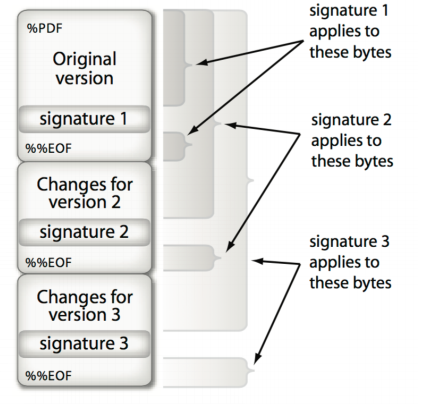 %PDF
Original
version
signature 1
%%EOF
Changes for
version 2
signature 2
%%EOF
Changes for
version 3
signature 3
%%EOF
signature 1
applies to
these bytes
signature 2
applies to
these bytes
signature 3
applies to
these bytes